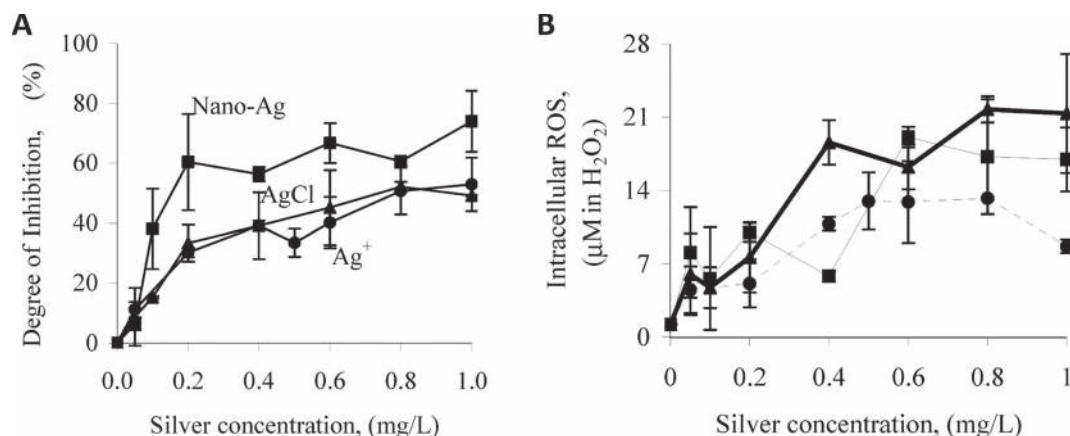 A
Degree of Inhibition, (%)
100
80
60
40
20
0
Nano-Ag
AgCl
Ag⁺
0.0 0.2 0.4 0.6 0.8 1.0
Silver concentration, (mg/L)
B
Intracellular ROS,
(µM in H₂O₂)
28
21
14
7
0
0 0.2 0.4 0.6 0.8 1
Silver concentration, (mg/L)